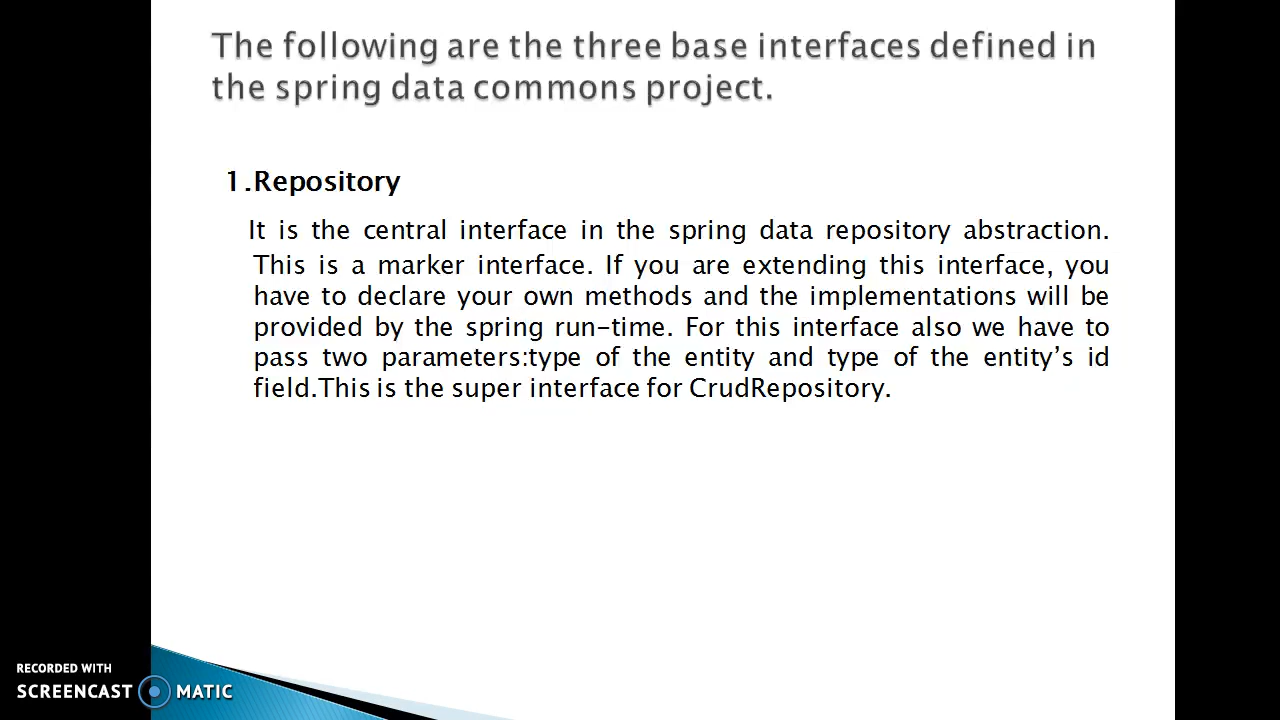 The following are the three base interfaces defined in
the spring data commons project.
1.Repository
It is the central interface in the spring data repository abstraction.
This is a marker interface. If you are extending this interface, you
have to declare your own methods and the implementations will be
provided by the spring run-time. For this interface also we have to
pass two parameters:type of the entity and type of the entity’s id
field.This is the super interface for CrudRepository.
RECORDED WITH
SCREENCAST MATIC